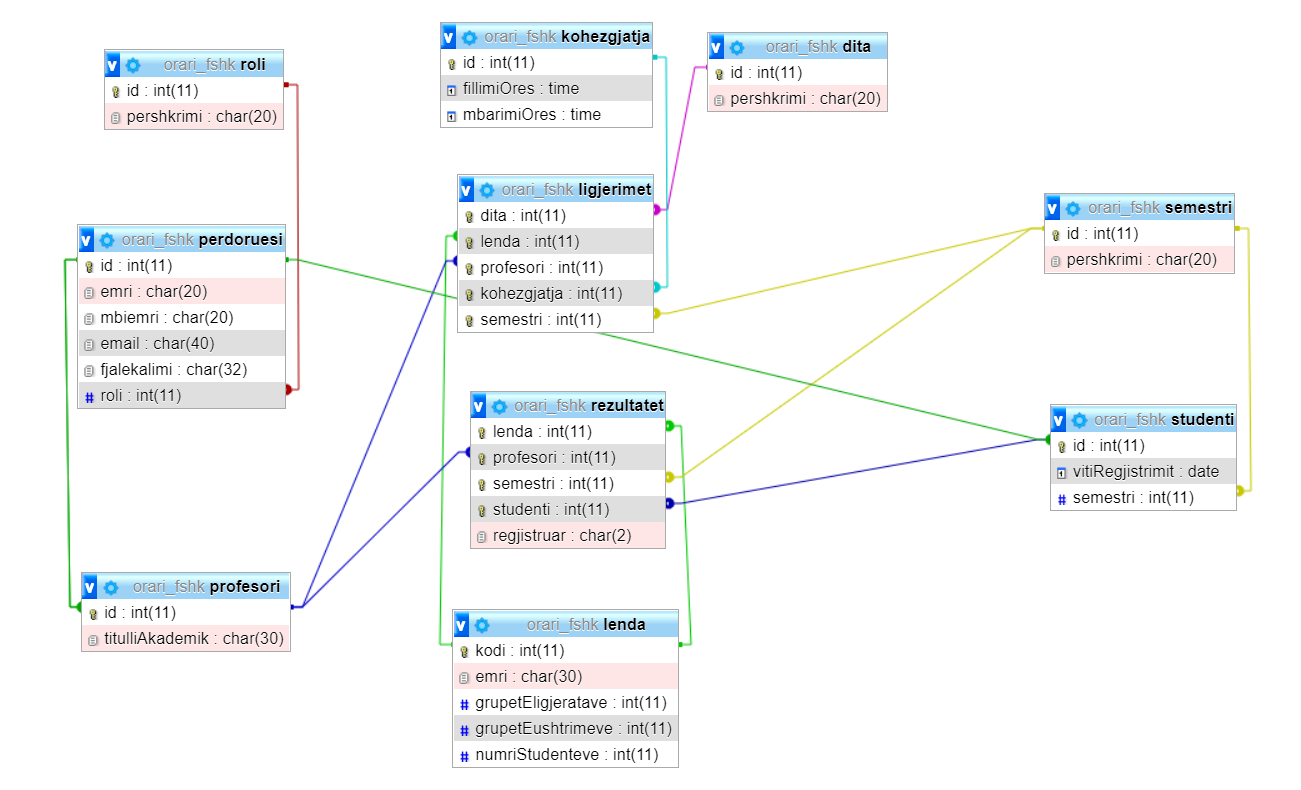 orari_fshk roli
id : int(11)
pershkrimi : char(20)
orari_fshk kohezgjatja
id : int(11)
fillimiOres : time
mbarimiOres : time
orari_fshk dita
id : int(11)
pershkrimi : char(20)
orari_fshk ligjerimet
dita : int(11)
lenda : int(11)
profesori : int(11)
kohezgjatja : int(11)
semestri : int(11)
orari_fshk semestri
id : int(11)
pershkrimi : char(20)
orari_fshk perdoruesi
id : int(11)
emri : char(20)
mbiemri : char(20)
email : char(40)
fjalekalimi : char(32)
roli : int(11)
orari_fshk rezultatet
lenda : int(11)
profesori : int(11)
semestri : int(11)
studenti : int(11)
regjistruar : char(2)
orari_fshk studenti
id : int(11)
vitiRegjistrimit : date
semestri : int(11)
orari_fshk profesori
id : int(11)
titulliAkademik : char(30)
orari_fshk lenda
kodi : int(11)
emri : char(30)
grupetEligjeratave : int(11)
grupetEushtrimeve : int(11)
numriStudenteve : int(11)